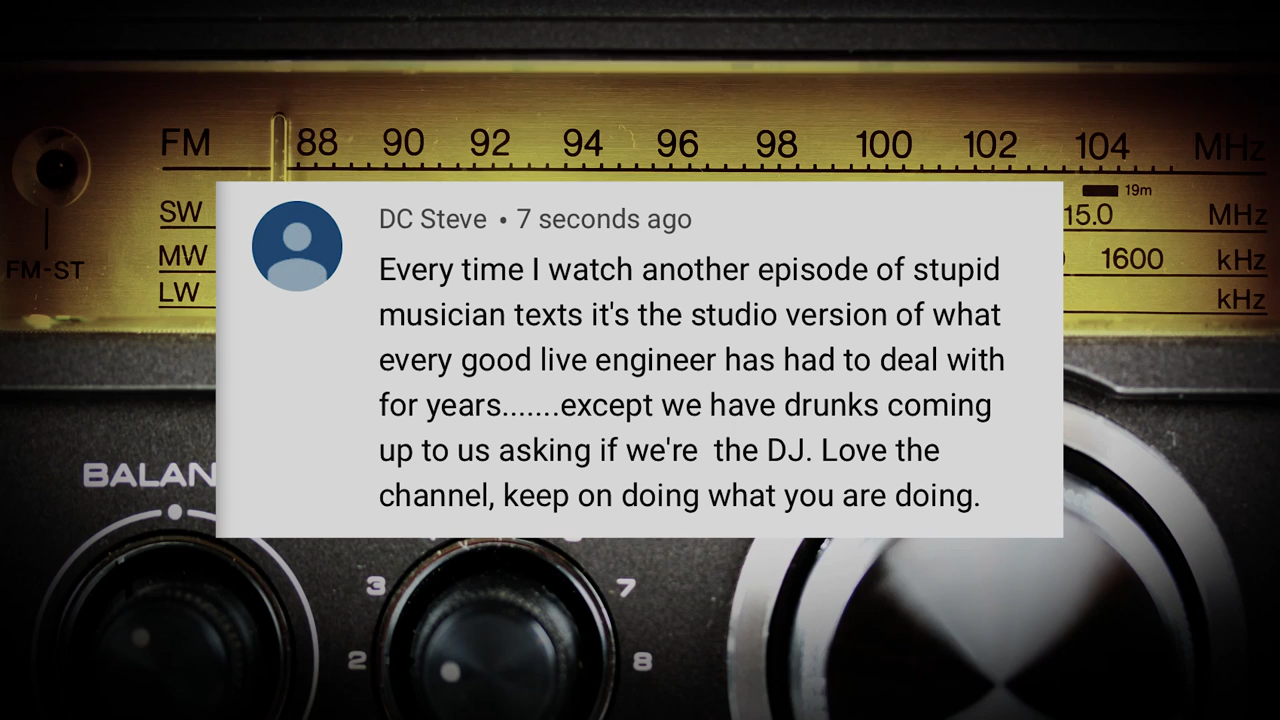 FM 88 90 92 94 96 98 100 102 104 MHz
19m
SW 15.0 MHz
MW 1600 kHz
FM-ST
LW kHz
DC Steve • 7 seconds ago
Every time I watch another episode of stupid
musician texts it's the studio version of what
every good live engineer has had to deal with
for years.......except we have drunks coming
up to us asking if we're  the DJ. Love the
channel, keep on doing what you are doing.
BALAN
3 7
2 8